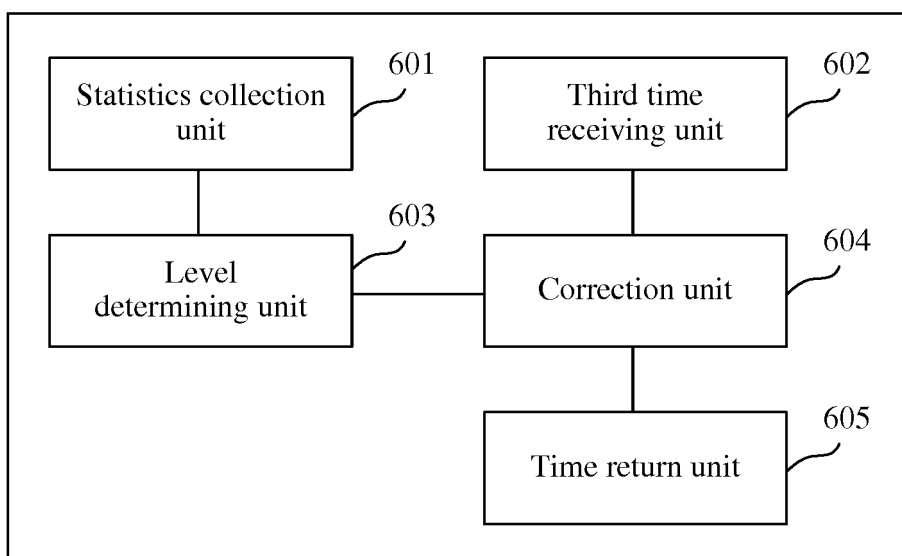 Statistics collection
unit
601
Third time
receiving unit
602
Level
determining unit
603
Correction unit
604
Time return unit
605